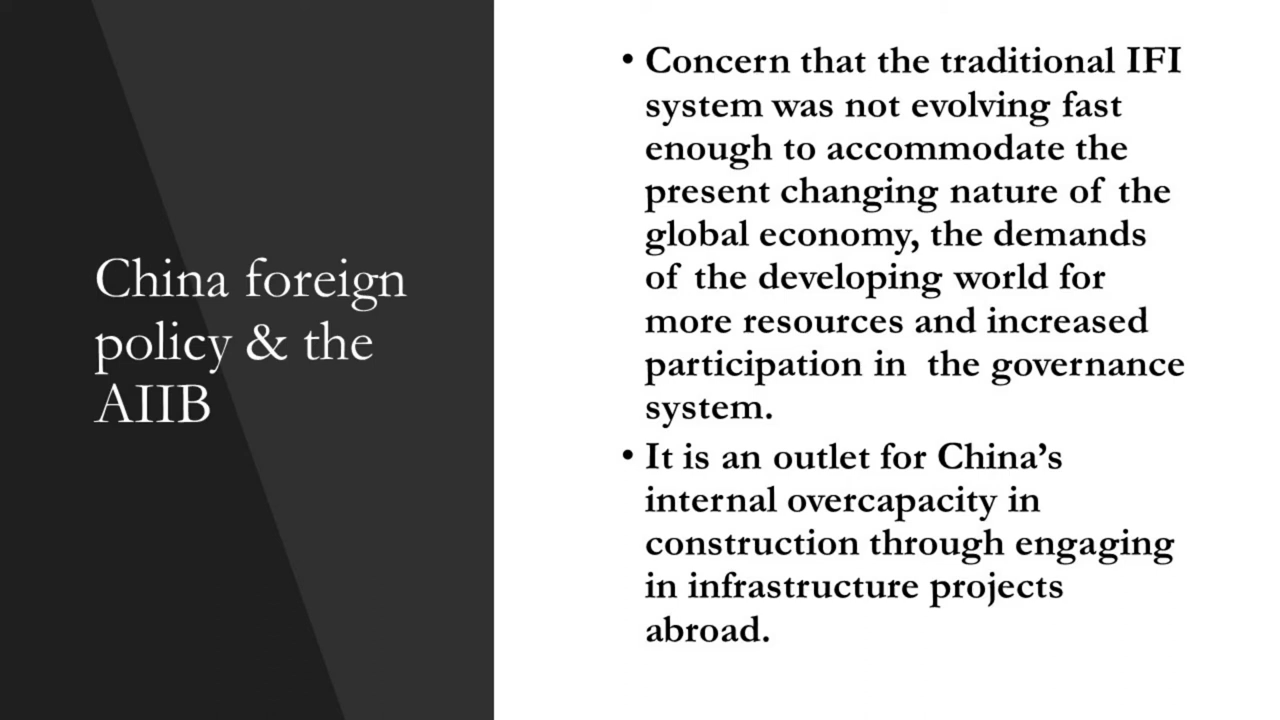 China foreign
policy & the
AIIB
• Concern that the traditional IFI
system was not evolving fast
enough to accommodate the
present changing nature of the
global economy, the demands
of the developing world for
more resources and increased
participation in the governance
system.
• It is an outlet for China’s
internal overcapacity in
construction through engaging
in infrastructure projects
abroad.